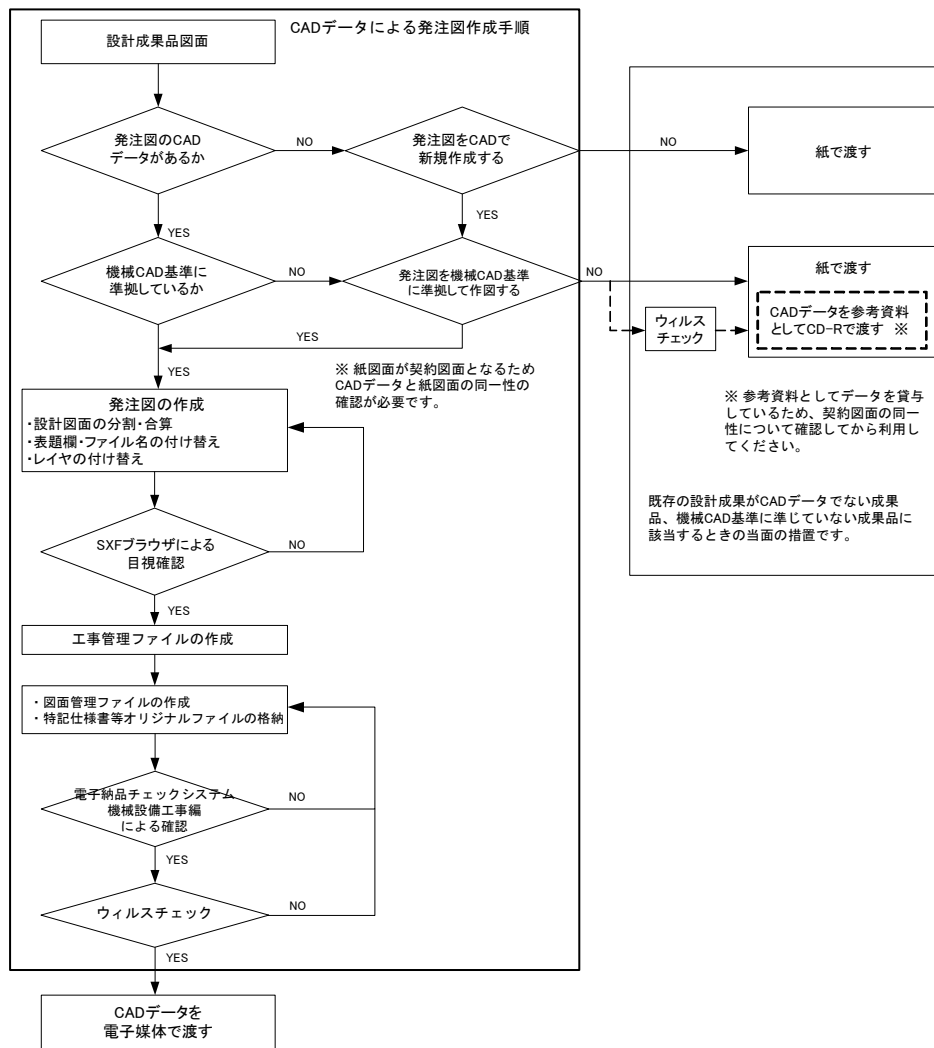 CADデータによる発注図作成手順
設計成果品図面
発注図のCAD
データがあるか
NO
発注図をCADで
新規作成する
NO
紙で渡す
YES
YES
機械CAD基準に
準拠しているか
NO
発注図を機械CAD基準
に準拠して作図する
NO
紙で渡す
CADデータを参考資料
としてCD-Rで渡す ※
ウィルス
チェック
YES
YES
※ 紙図面が契約図面となるため
CADデータと紙図面の同一性の
確認が必要です。
※ 参考資料としてデータを貸与
しているため、契約図面の同一
性について確認してから利用し
てください。
発注図の作成
・設計図面の分割・合算
・表題欄・ファイル名の付け替え
・レイヤの付け替え
既存の設計成果がCADデータでない成果
品、機械CAD基準に準じていない成果品に
該当するときの当面の措置です。
SXFブラウザによる
目視確認
NO
YES
工事管理ファイルの作成
・図面管理ファイルの作成
・特記仕様書等オリジナルファイルの格納
電子納品チェックシステム
機械設備工事編
による確認
NO
YES
ウィルスチェック
NO
YES
CADデータを
電子媒体で渡す